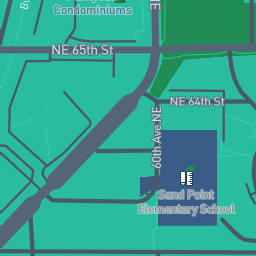 Condominiums
NE 65th St
NE 64th St
60th Ave NE
Sand Point
Elementary School